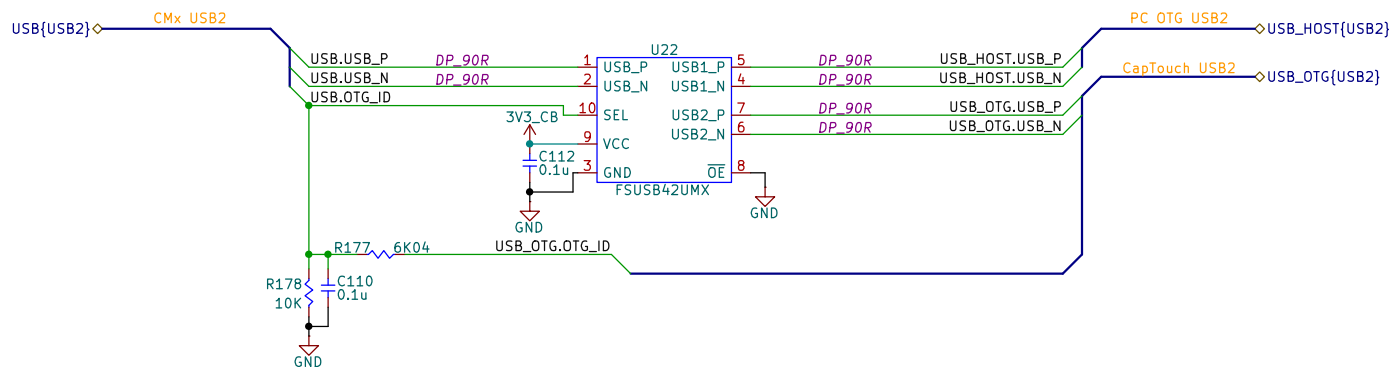 CMx USB2
PC OTG USB2
USB{USB2}
USB_HOST{USB2}
U22
USB.USB_P
DP_90R
1
USB_P
USB1_P
5
DP_90R
USB_HOST.USB_P
CapTouch USB2
USB.USB_N
DP_90R
2
USB_N
USB1_N
4
DP_90R
USB_HOST.USB_N
USB_OTG{USB2}
USB.OTG_ID
10
SEL
USB2_P
7
DP_90R
USB_OTG.USB_P
3V3_CB
USB2_N
6
DP_90R
USB_OTG.USB_N
9
VCC
C112
0.1u
3
GND
OE
8
FSUSB42UMX
GND
GND
R177
6K04
USB_OTG.OTG_ID
R178
10K
C110
0.1u
GND